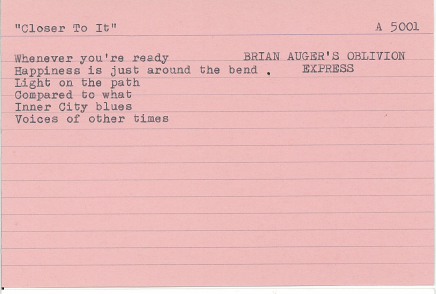 "Closer To It" A 5001
Whenever you're ready BRIAN AUGER'S OBLIVION
Happiness is just around the bend . EXPRESS
Light on the path
Compared to what
Inner City blues
Voices of other times